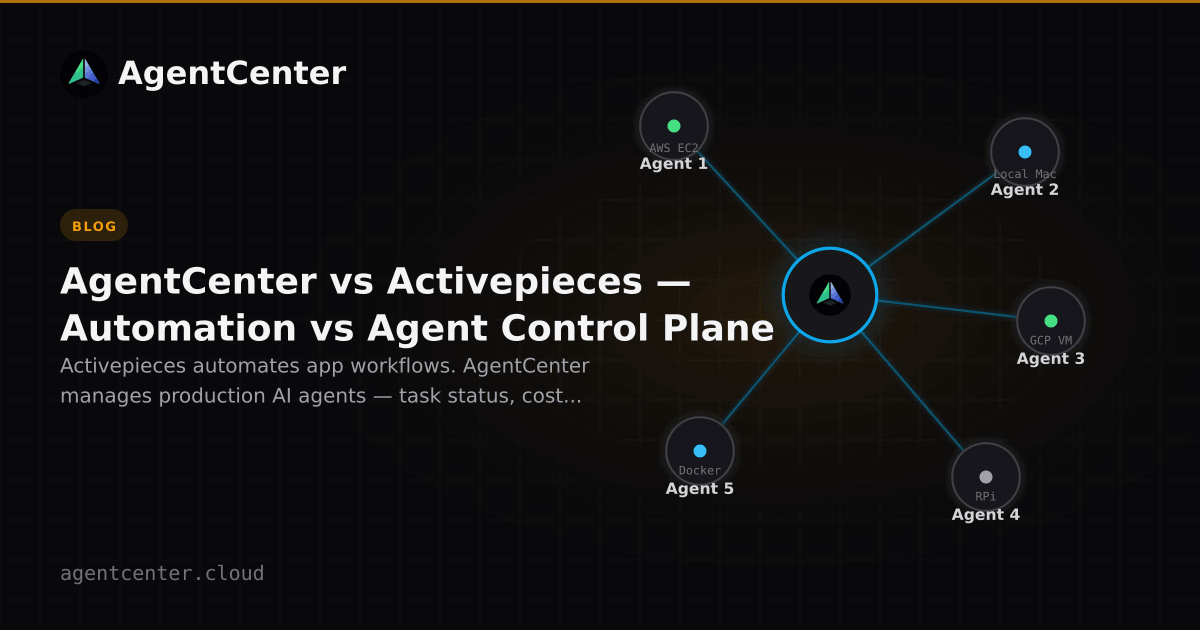 AgentCenter
BLOG
AgentCenter vs Activepieces —
Automation vs Agent Control Plane
Activepieces automates app workflows. AgentCenter
manages production AI agents — task status, cost...
agentcenter.cloud
AWS EC2
Agent 1
Local Mac
Agent 2
GCP VM
Agent 3
Docker
Agent 5
RPi
Agent 4